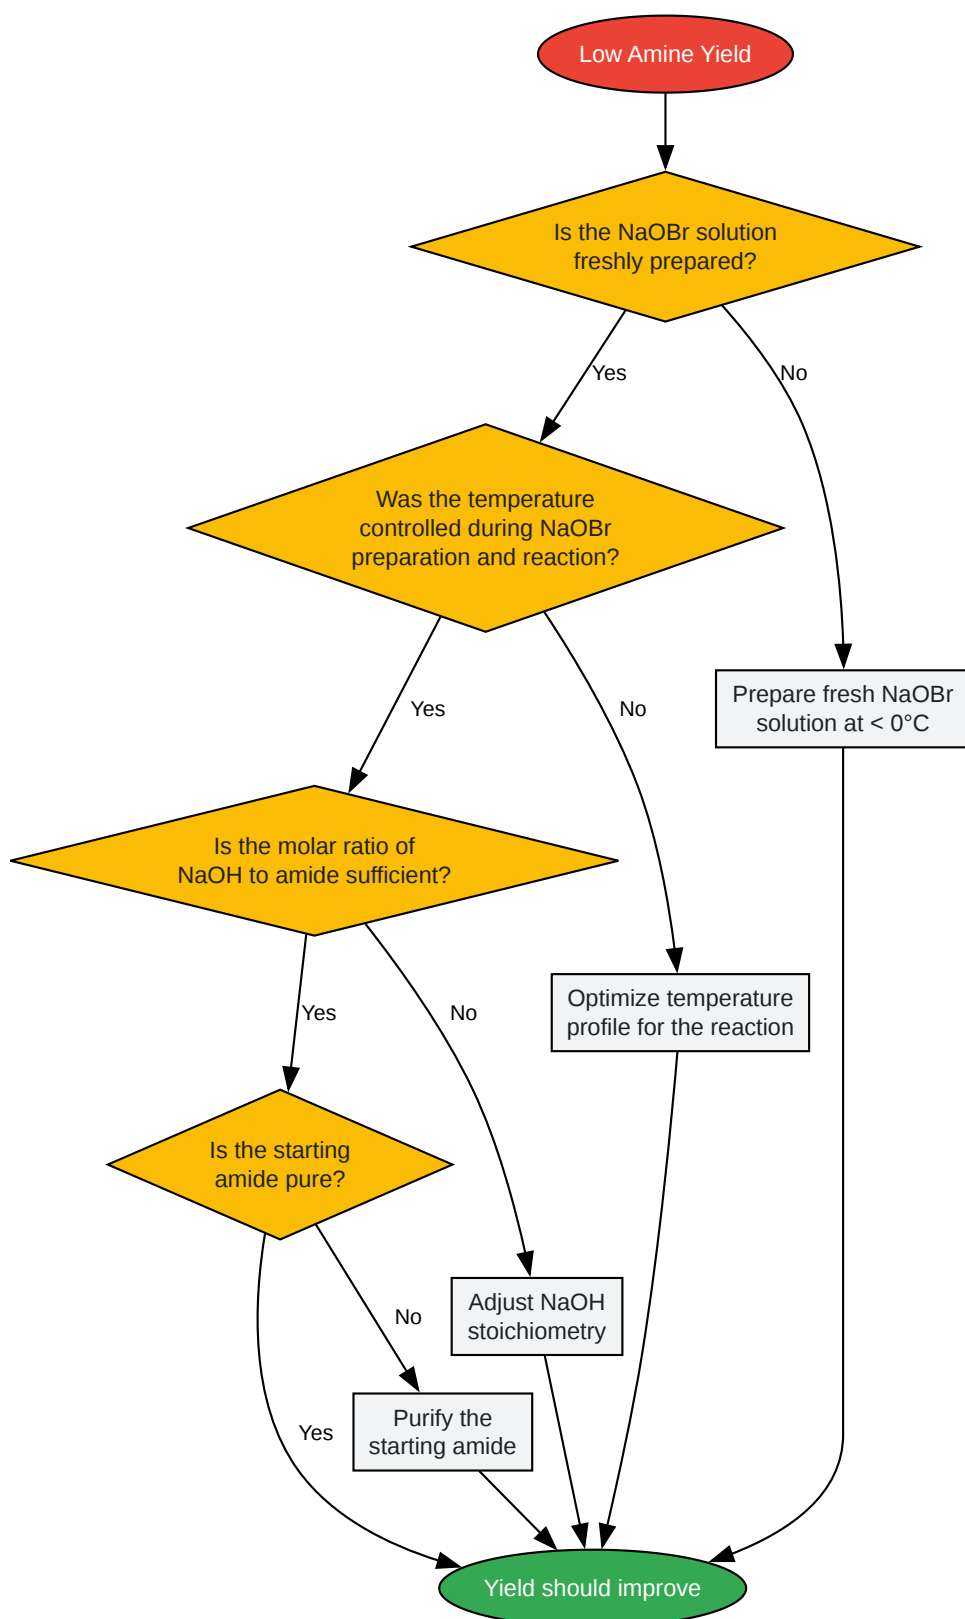 Low Amine Yield
Is the NaOBr solution
freshly prepared?
Yes
No
Was the temperature
controlled during NaOBr
preparation and reaction?
Yes
No
Prepare fresh NaOBr
solution at < 0°C
Is the molar ratio of
NaOH to amide sufficient?
Yes
No
Optimize temperature
profile for the reaction
Is the starting
amide pure?
No
Adjust NaOH
stoichiometry
Yes
Purify the
starting amide
Yield should improve